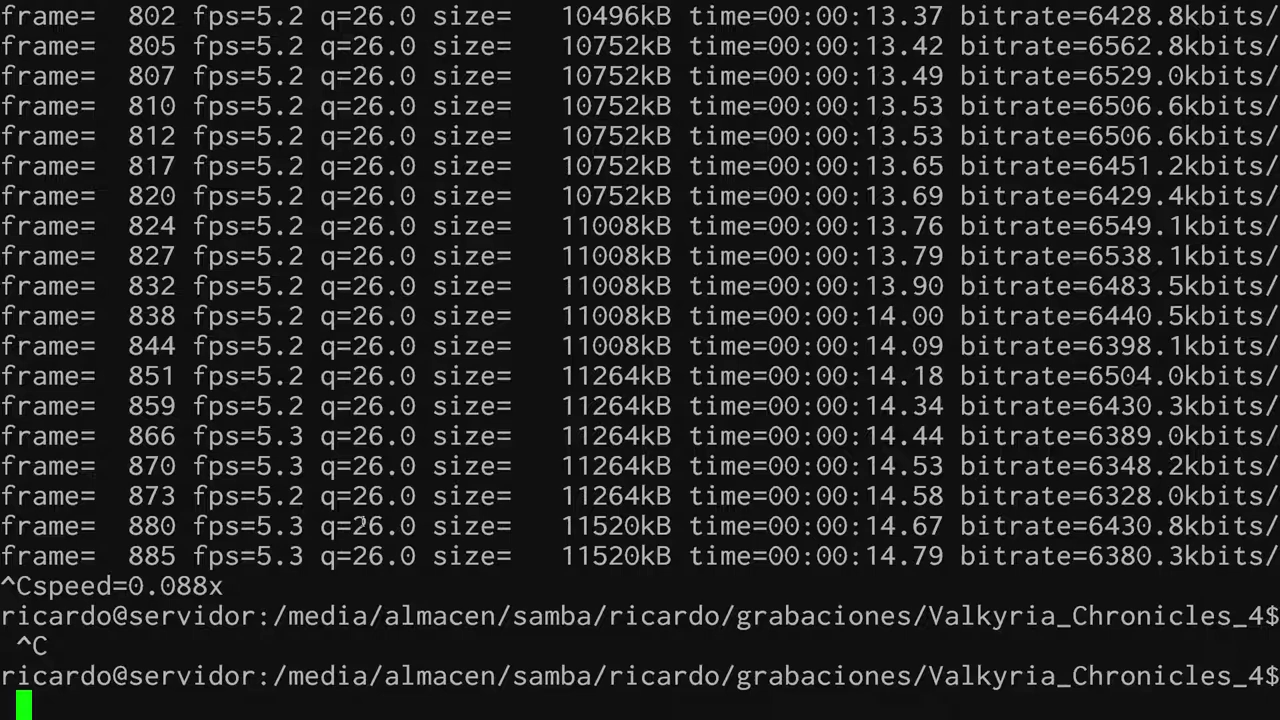 frame=  802 fps=5.2 q=26.0 size=   10496kB time=00:00:13.37 bitrate=6428.8kbits/
frame=  805 fps=5.2 q=26.0 size=   10752kB time=00:00:13.42 bitrate=6562.8kbits/
frame=  807 fps=5.2 q=26.0 size=   10752kB time=00:00:13.49 bitrate=6529.0kbits/
frame=  810 fps=5.2 q=26.0 size=   10752kB time=00:00:13.53 bitrate=6506.6kbits/
frame=  812 fps=5.2 q=26.0 size=   10752kB time=00:00:13.53 bitrate=6506.6kbits/
frame=  817 fps=5.2 q=26.0 size=   10752kB time=00:00:13.65 bitrate=6451.2kbits/
frame=  820 fps=5.2 q=26.0 size=   10752kB time=00:00:13.69 bitrate=6429.4kbits/
frame=  824 fps=5.2 q=26.0 size=   11008kB time=00:00:13.76 bitrate=6549.1kbits/
frame=  827 fps=5.2 q=26.0 size=   11008kB time=00:00:13.79 bitrate=6538.1kbits/
frame=  832 fps=5.2 q=26.0 size=   11008kB time=00:00:13.90 bitrate=6483.5kbits/
frame=  838 fps=5.2 q=26.0 size=   11008kB time=00:00:14.00 bitrate=6440.5kbits/
frame=  844 fps=5.2 q=26.0 size=   11008kB time=00:00:14.09 bitrate=6398.1kbits/
frame=  851 fps=5.2 q=26.0 size=   11264kB time=00:00:14.18 bitrate=6504.0kbits/
frame=  859 fps=5.2 q=26.0 size=   11264kB time=00:00:14.34 bitrate=6430.3kbits/
frame=  866 fps=5.3 q=26.0 size=   11264kB time=00:00:14.44 bitrate=6389.0kbits/
frame=  870 fps=5.3 q=26.0 size=   11264kB time=00:00:14.53 bitrate=6348.2kbits/
frame=  873 fps=5.2 q=26.0 size=   11264kB time=00:00:14.58 bitrate=6328.0kbits/
frame=  880 fps=5.3 q=26.0 size=   11520kB time=00:00:14.67 bitrate=6430.8kbits/
frame=  885 fps=5.3 q=26.0 size=   11520kB time=00:00:14.79 bitrate=6380.3kbits/
^Cspeed=0.088x
ricardo@servidor:/media/almacen/samba/ricardo/grabaciones/Valkyria_Chronicles_4$
 ^C
ricardo@servidor:/media/almacen/samba/ricardo/grabaciones/Valkyria_Chronicles_4$